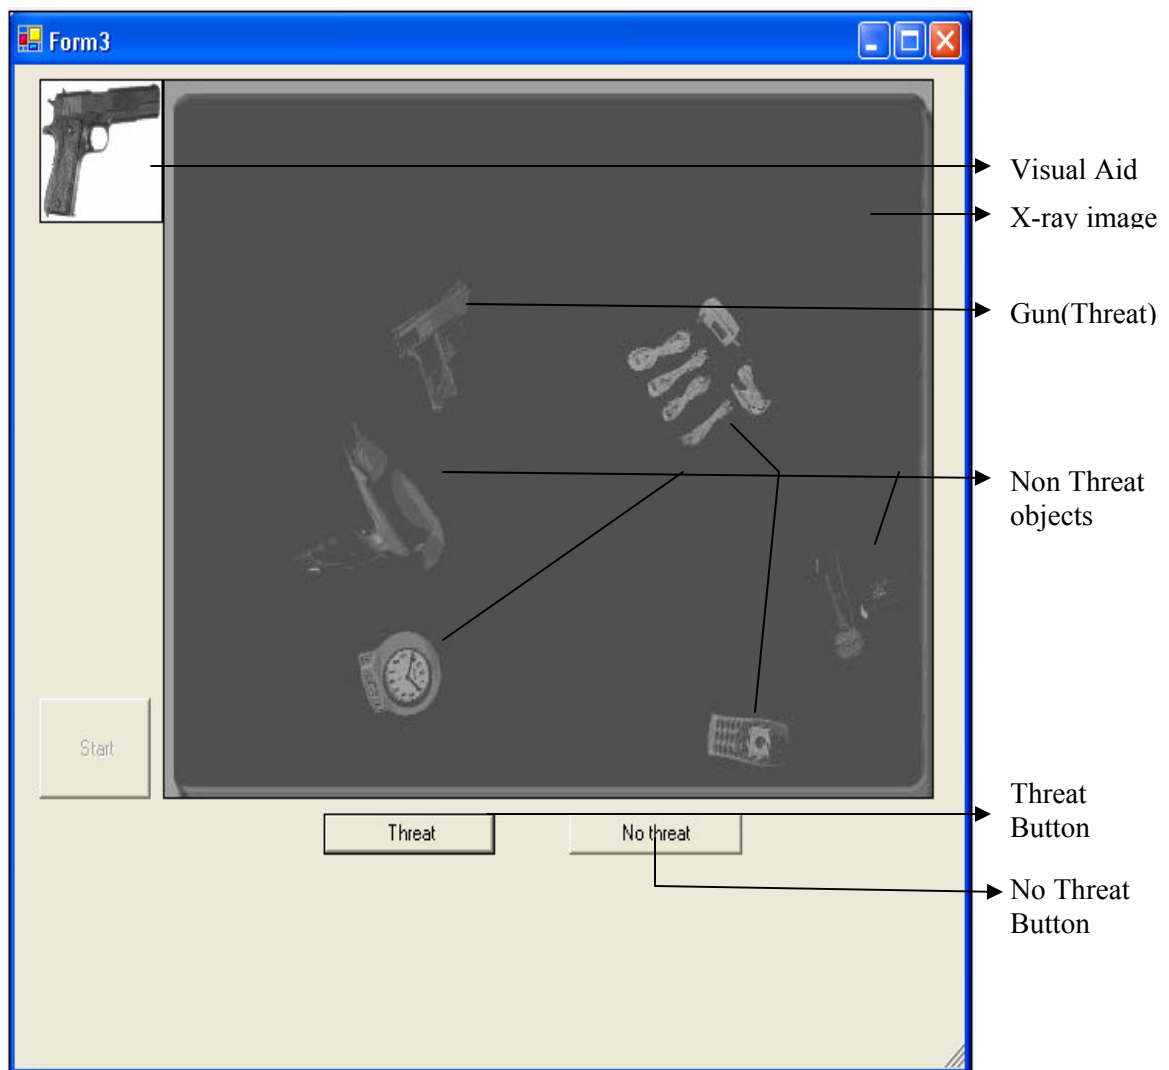 Form3
Visual Aid
X-ray image
Gun(Threat)
Non Threat
objects
Start
Threat
Button
Threat
No threat
No Threat
Button